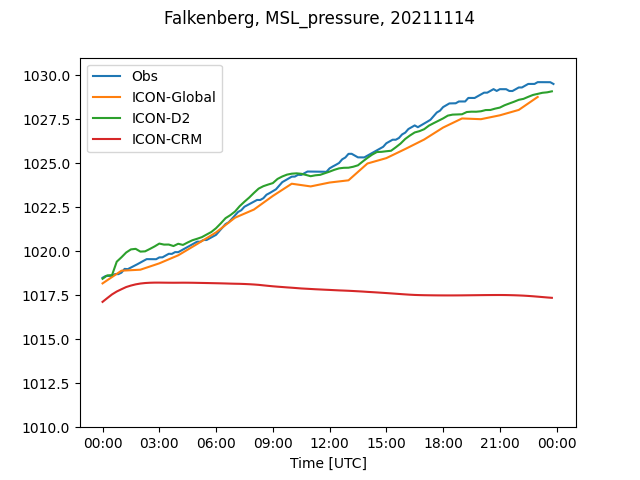 Falkenberg, MSL_pressure, 20211114
1030.0
1027.5
1025.0
1022.5
1020.0
1017.5
1015.0
1012.5
1010.0
Obs
ICON-Global
ICON-D2
ICON-CRM
00:00 03:00 06:00 09:00 12:00 15:00 18:00 21:00 00:00
Time [UTC]